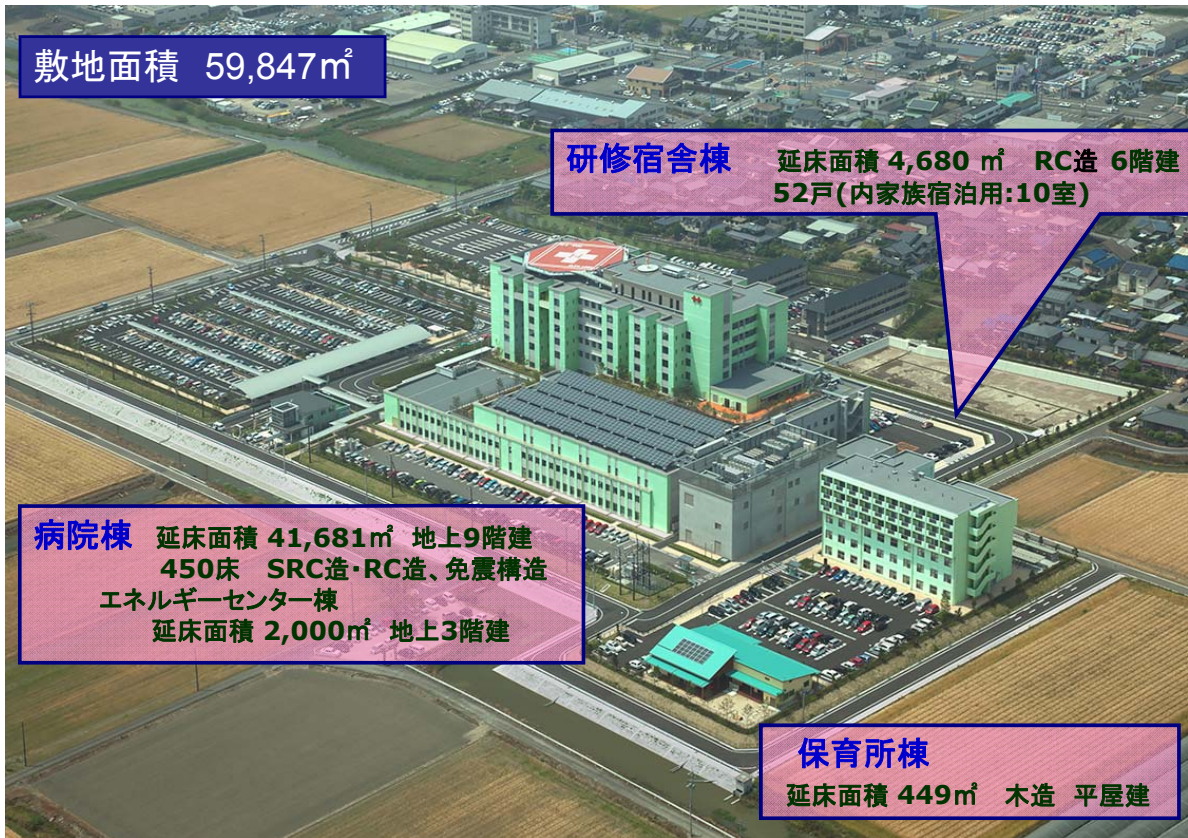 敷地面積 59,847㎡
研修宿舎棟 延床面積 4,680 ㎡ RC造 6階建
52戸(内家族宿泊用:10室)
病院棟 延床面積 41,681㎡ 地上9階建
450床 SRC造・RC造、免震構造
エネルギーセンター棟
延床面積 2,000㎡ 地上3階建
保育所棟
延床面積 449㎡ 木造 平屋建